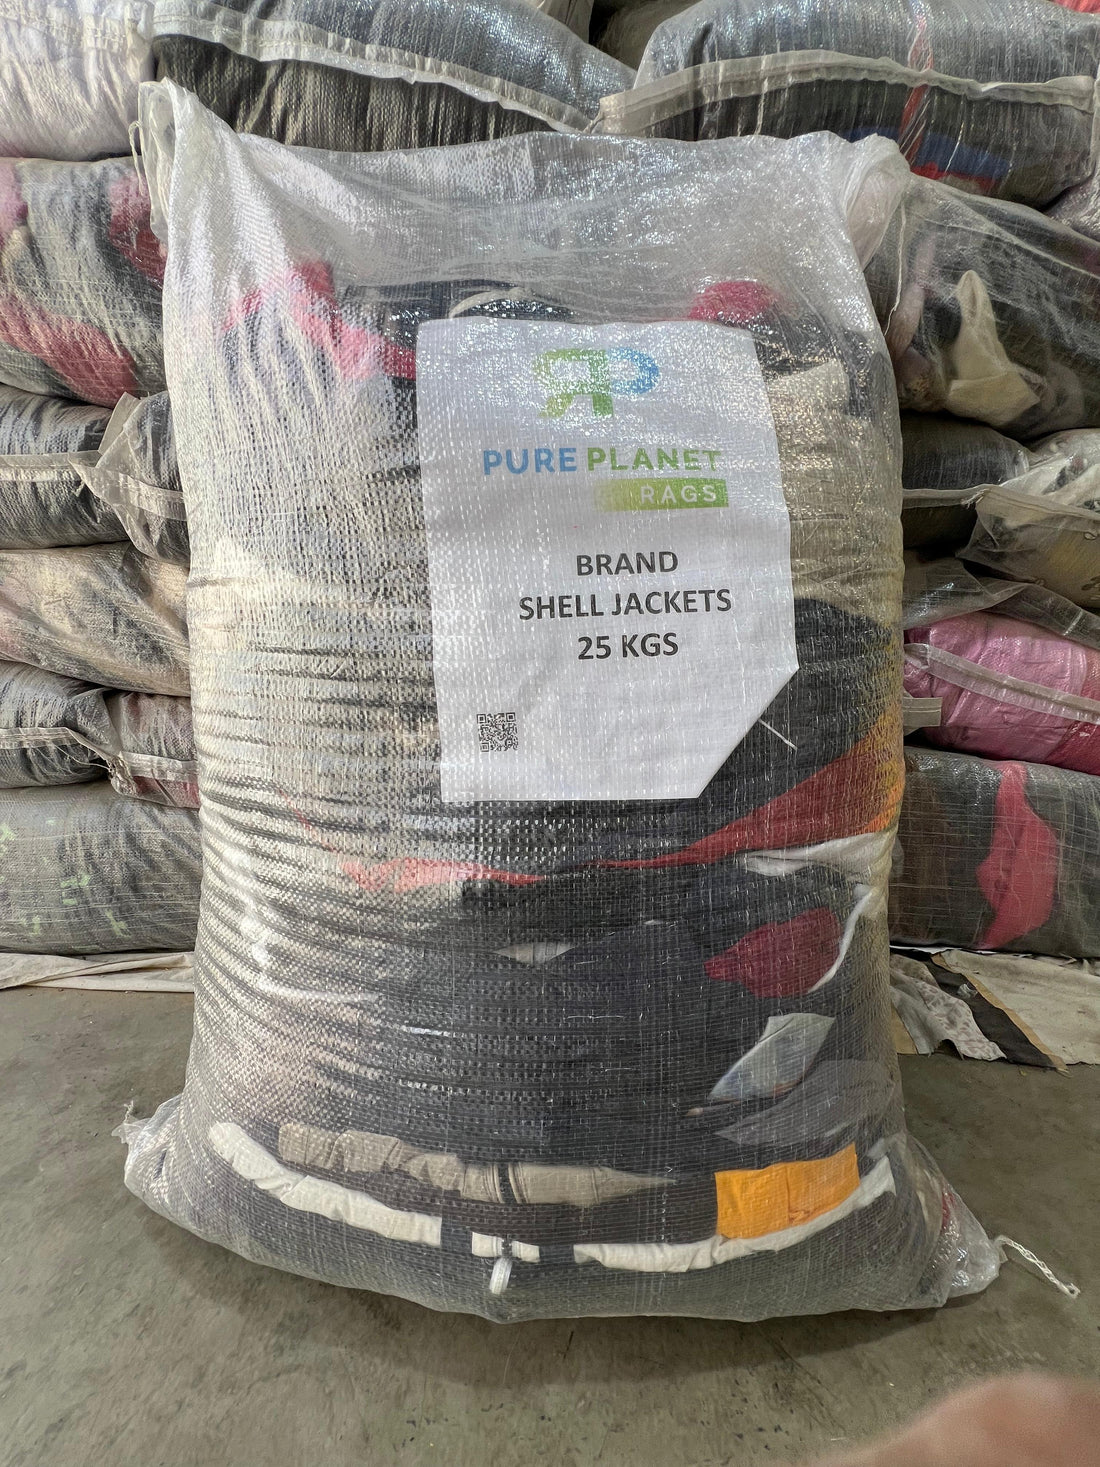 RP
PURE PLANET
RAGS
BRAND
SHELL JACKETS
25 KGS